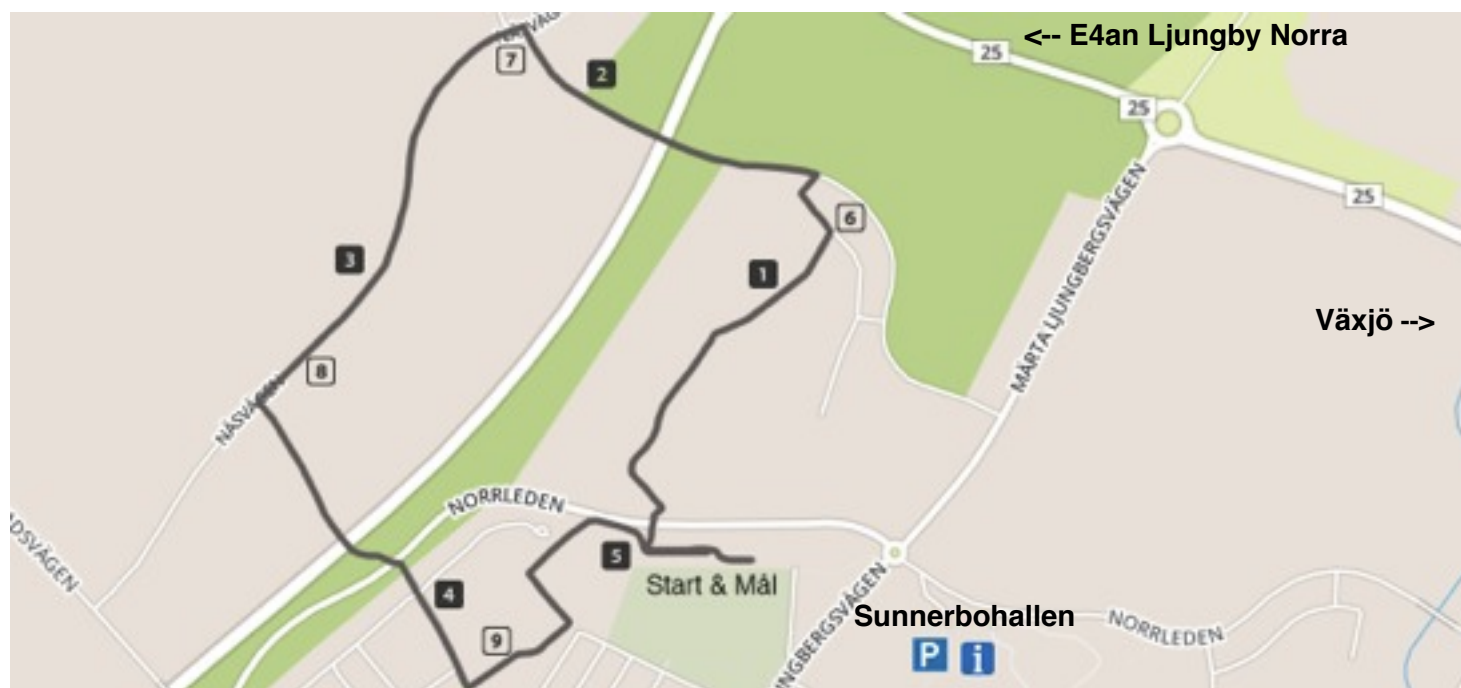 <-- E4an Ljungby Norra
25
7
2
25
25
6
MÄRTA LJUNGBERGSVÄGEN
3
1
Växjö -->
8
NÄSVÄGEN
NORRLEDEN
5
Start & Mål
4
Sunnerbohallen
NORRLEDEN
9
P
i